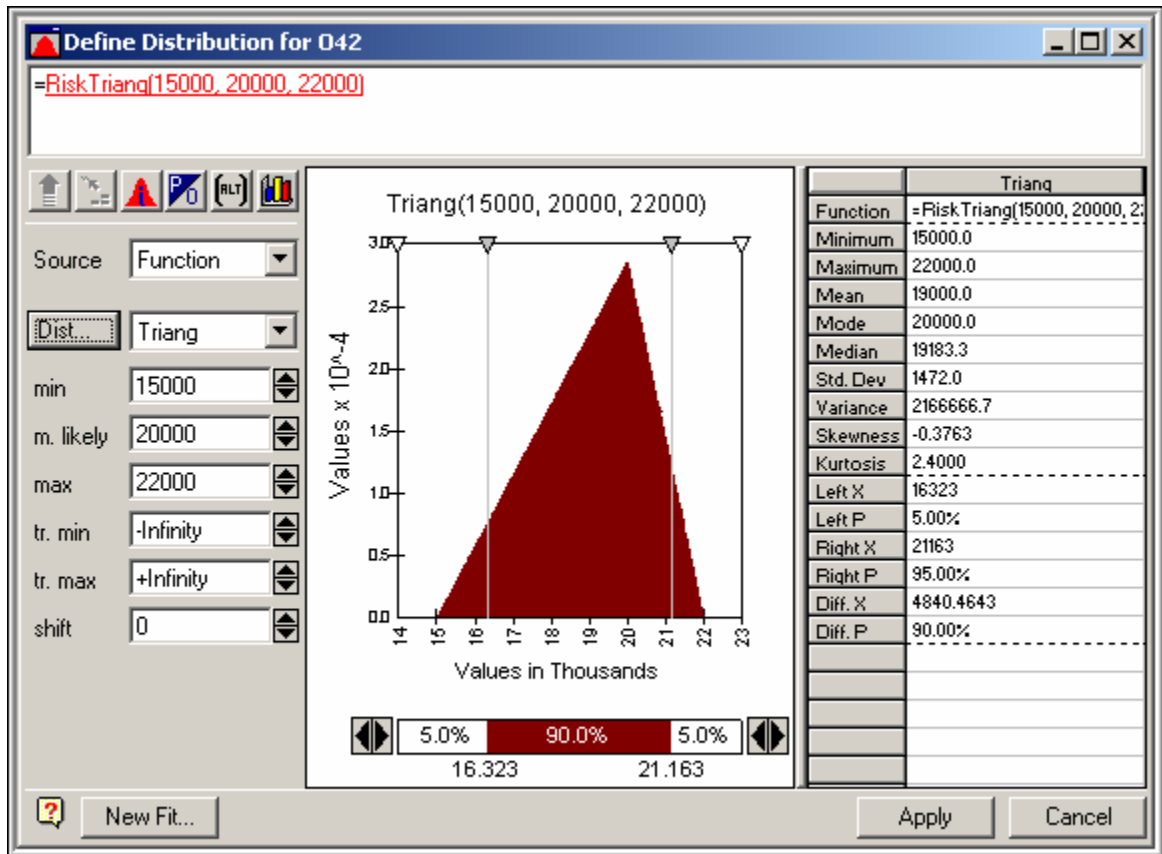 Define Distribution for O42
=RiskTriang(15000, 20000, 22000)
P/O
(ALT)
Source Function
Dist... Triang
min 15000
m. likely 20000
max 22000
tr. min -Infinity
tr. max +Infinity
shift 0
Triang(15000, 20000, 22000)
Values x 10^-4
3.0
2.5
2.0
1.5
1.0
0.5
0.0
14 15 16 17 18 19 20 21 22 23
Values in Thousands
5.0% 90.0% 5.0%
16.323 21.163
Triang
Function =RiskTriang(15000, 20000, 2
Minimum 15000.0
Maximum 22000.0
Mean 19000.0
Mode 20000.0
Median 19183.3
Std. Dev 1472.0
Variance 2166666.7
Skewness -0.3763
Kurtosis 2.4000
Left X 16323
Left P 5.00%
Right X 21163
Right P 95.00%
Diff. X 4840.4643
Diff. P 90.00%
? New Fit... Apply Cancel